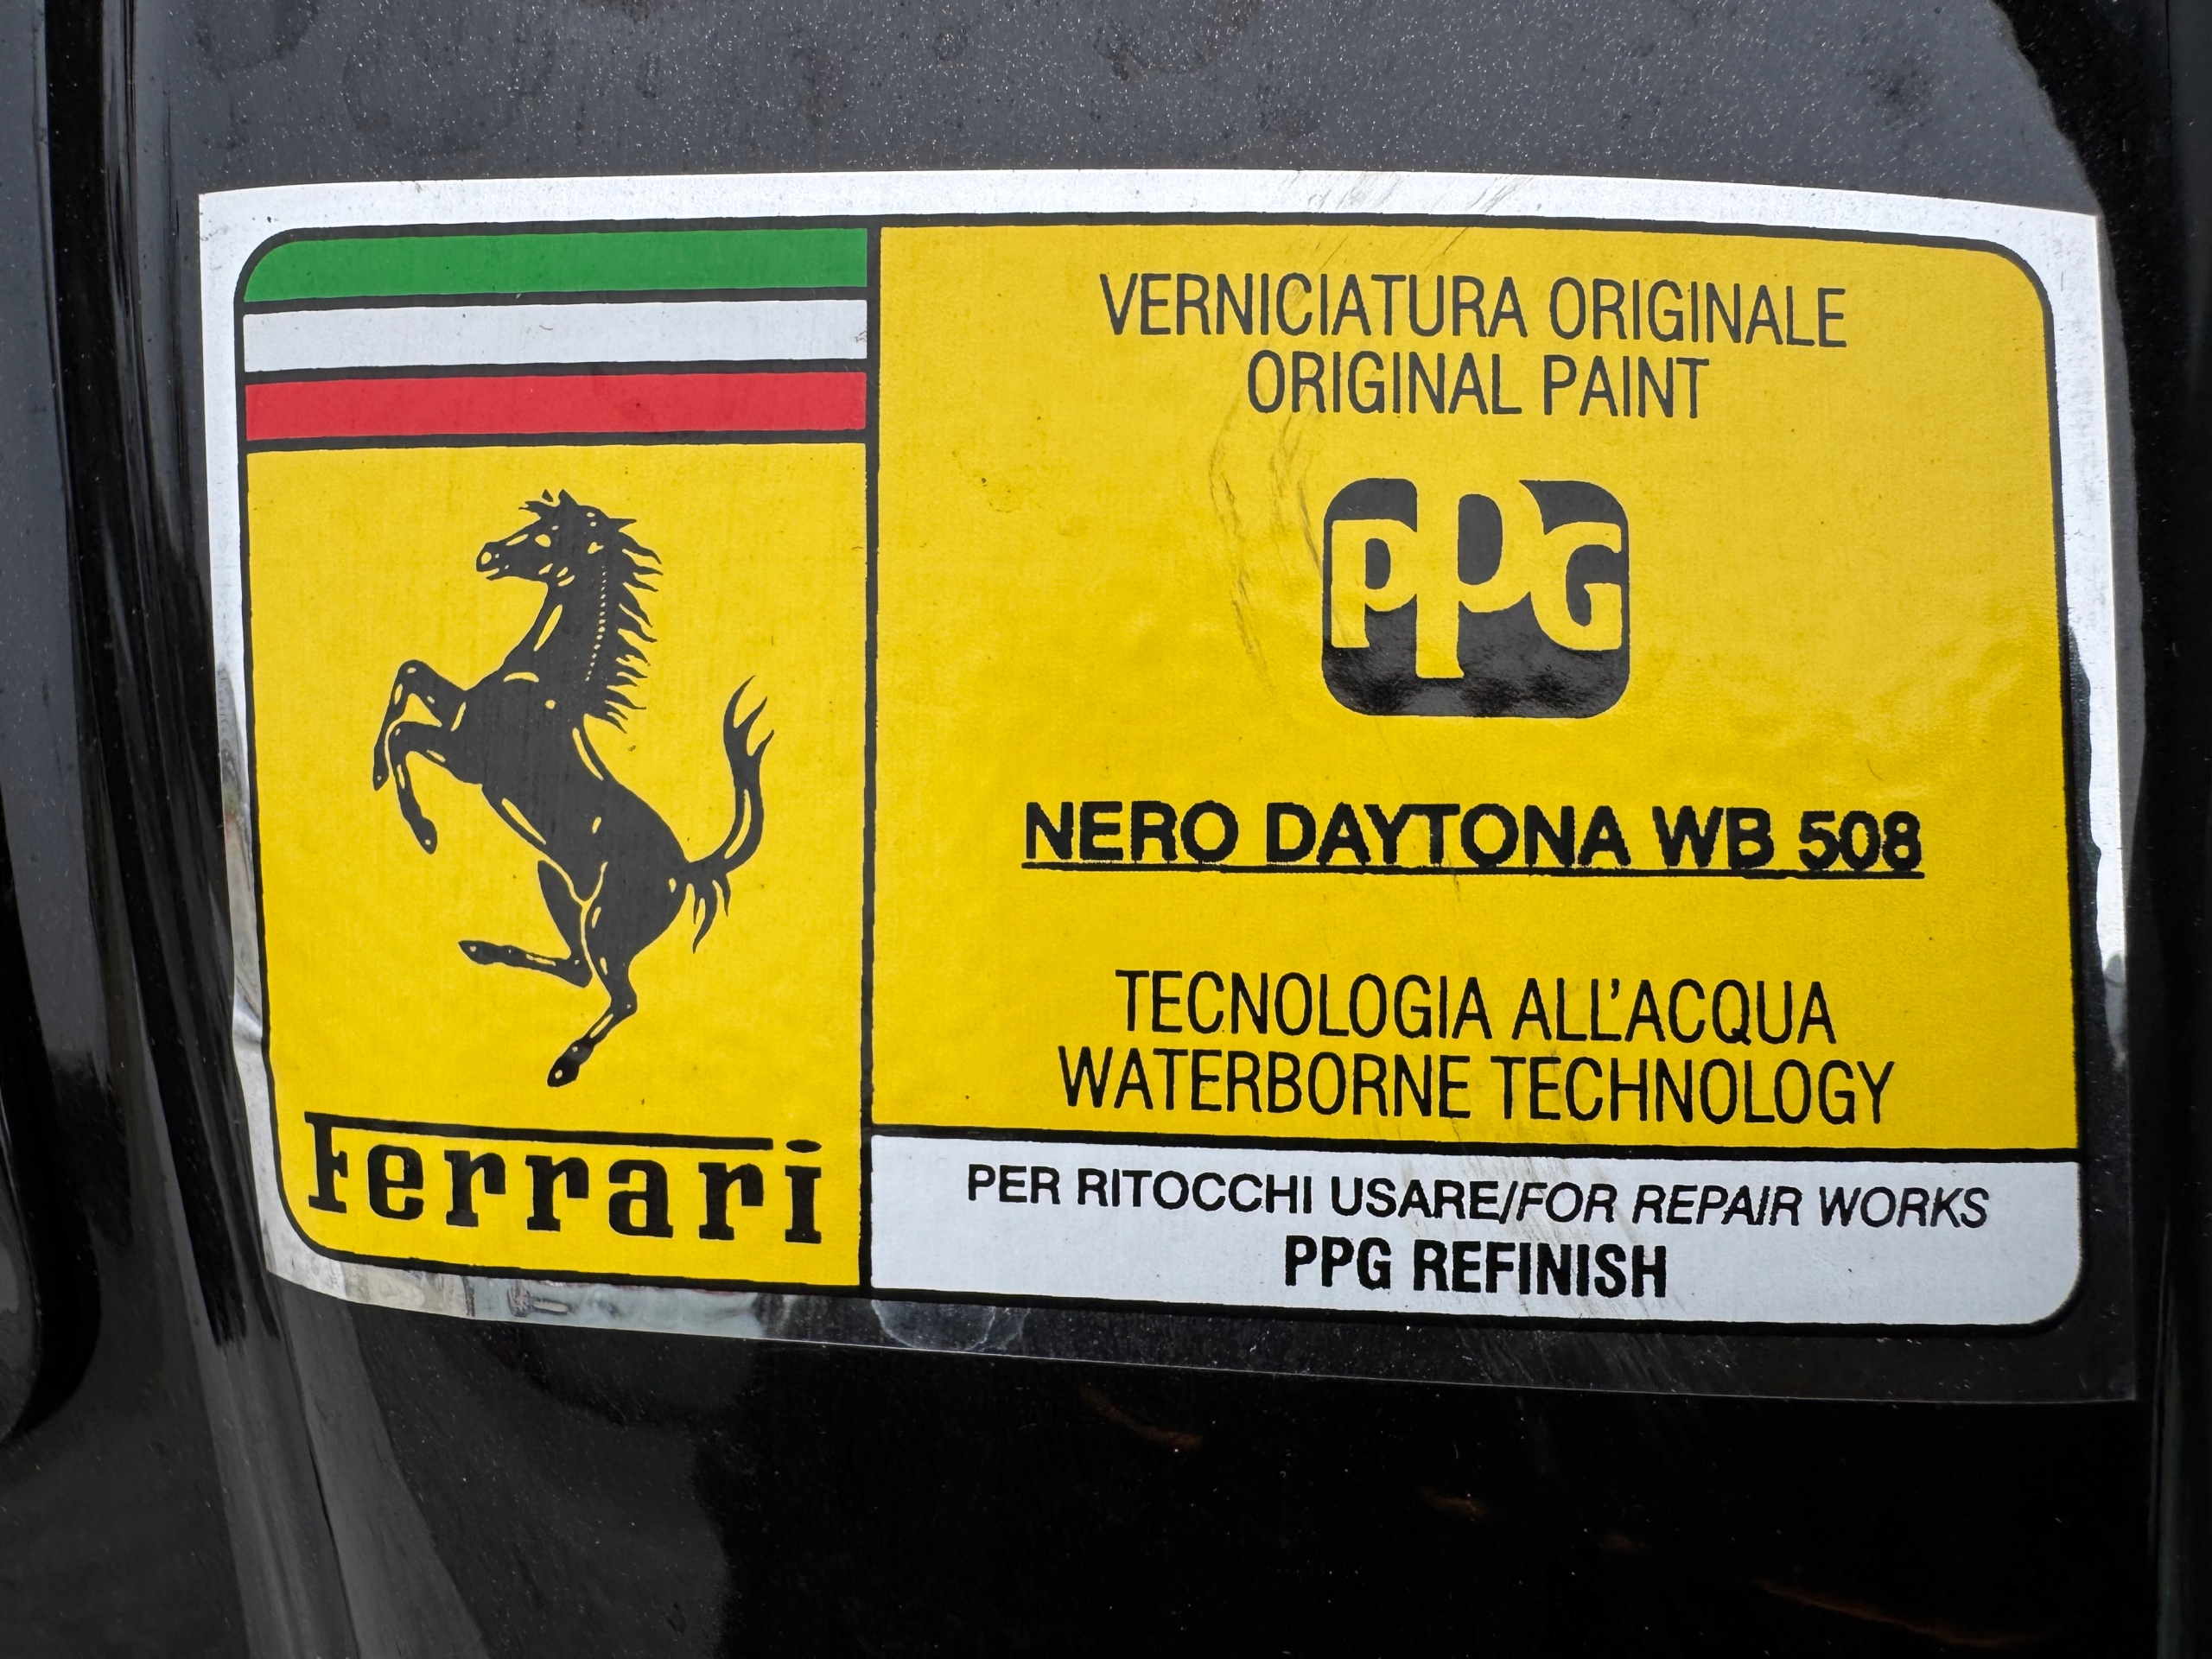 VERNICIATURA ORIGINALE
ORIGINAL PAINT
PPG
NERO DAYTONA WB 508
TECNOLOGIA ALL'ACQUA
WATERBORNE TECHNOLOGY
Ferrari
PER RITOCCHI USARE/FOR REPAIR WORKS
PPG REFINISH